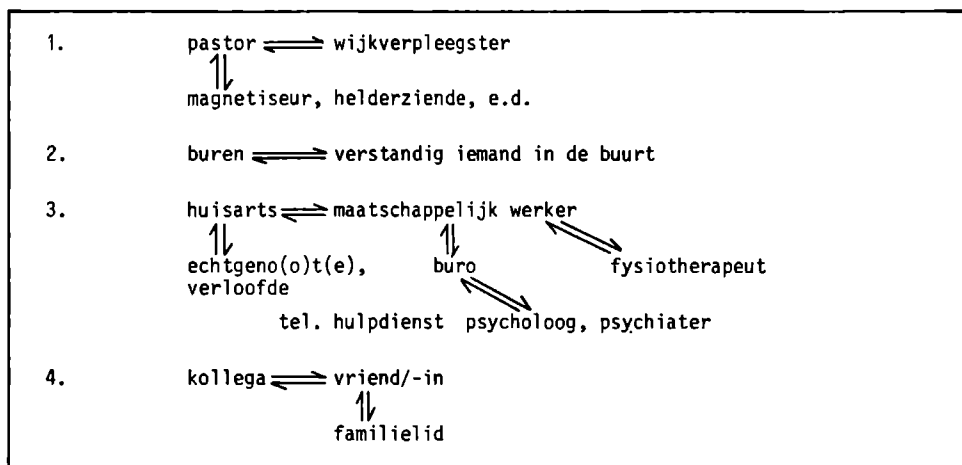 1. pastor ⇌ wijkverpleegster
magnetiseur, helderziende, e.d.
2. buren ⇌ verstandig iemand in de buurt
3. huisarts ⇌ maatschappelijk werker
echtgeno(o)t(e), buro fysiotherapeut
verloofde
tel. hulpdienst psycholoog, psychiater
4. kollega ⇌ vriend/-in
familielid